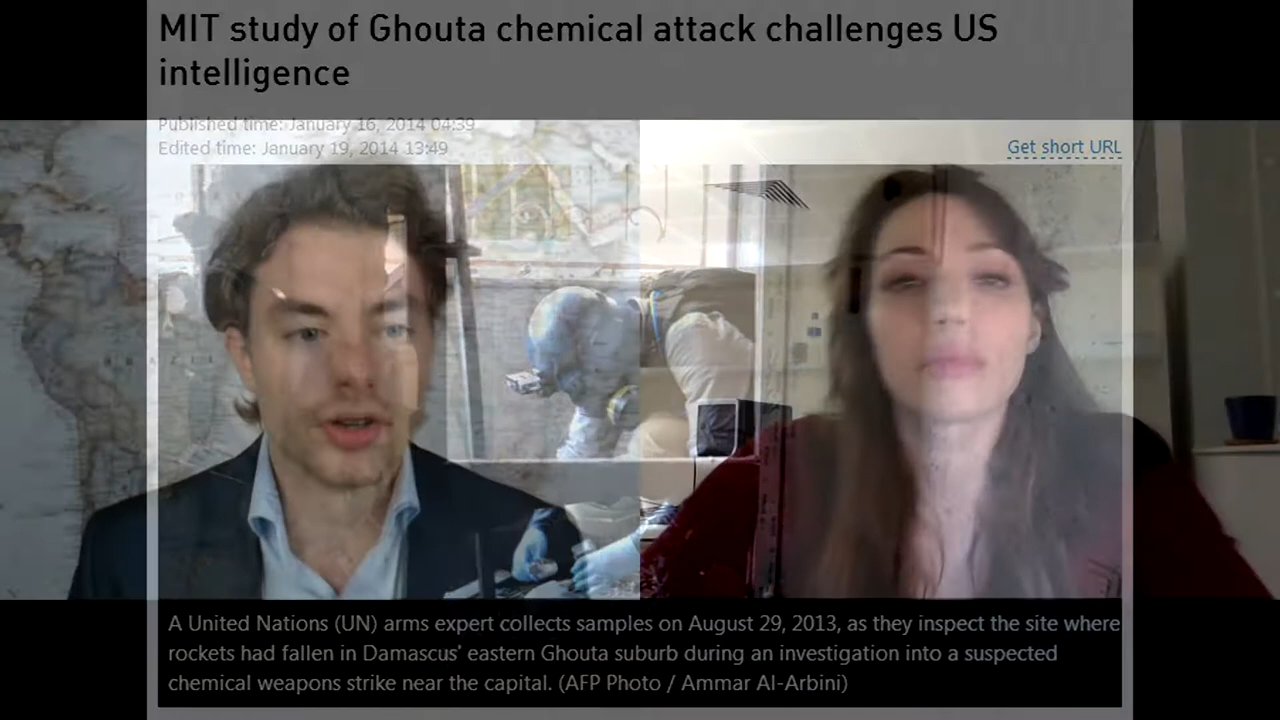 MIT study of Ghouta chemical attack challenges US
intelligence
Published time: January 16, 2014 04:39
Edited time: January 19, 2014 13:49
Get short URL
A United Nations (UN) arms expert collects samples on August 29, 2013, as they inspect the site where
rockets had fallen in Damascus' eastern Ghouta suburb during an investigation into a suspected
chemical weapons strike near the capital. (AFP Photo / Ammar Al-Arbini)